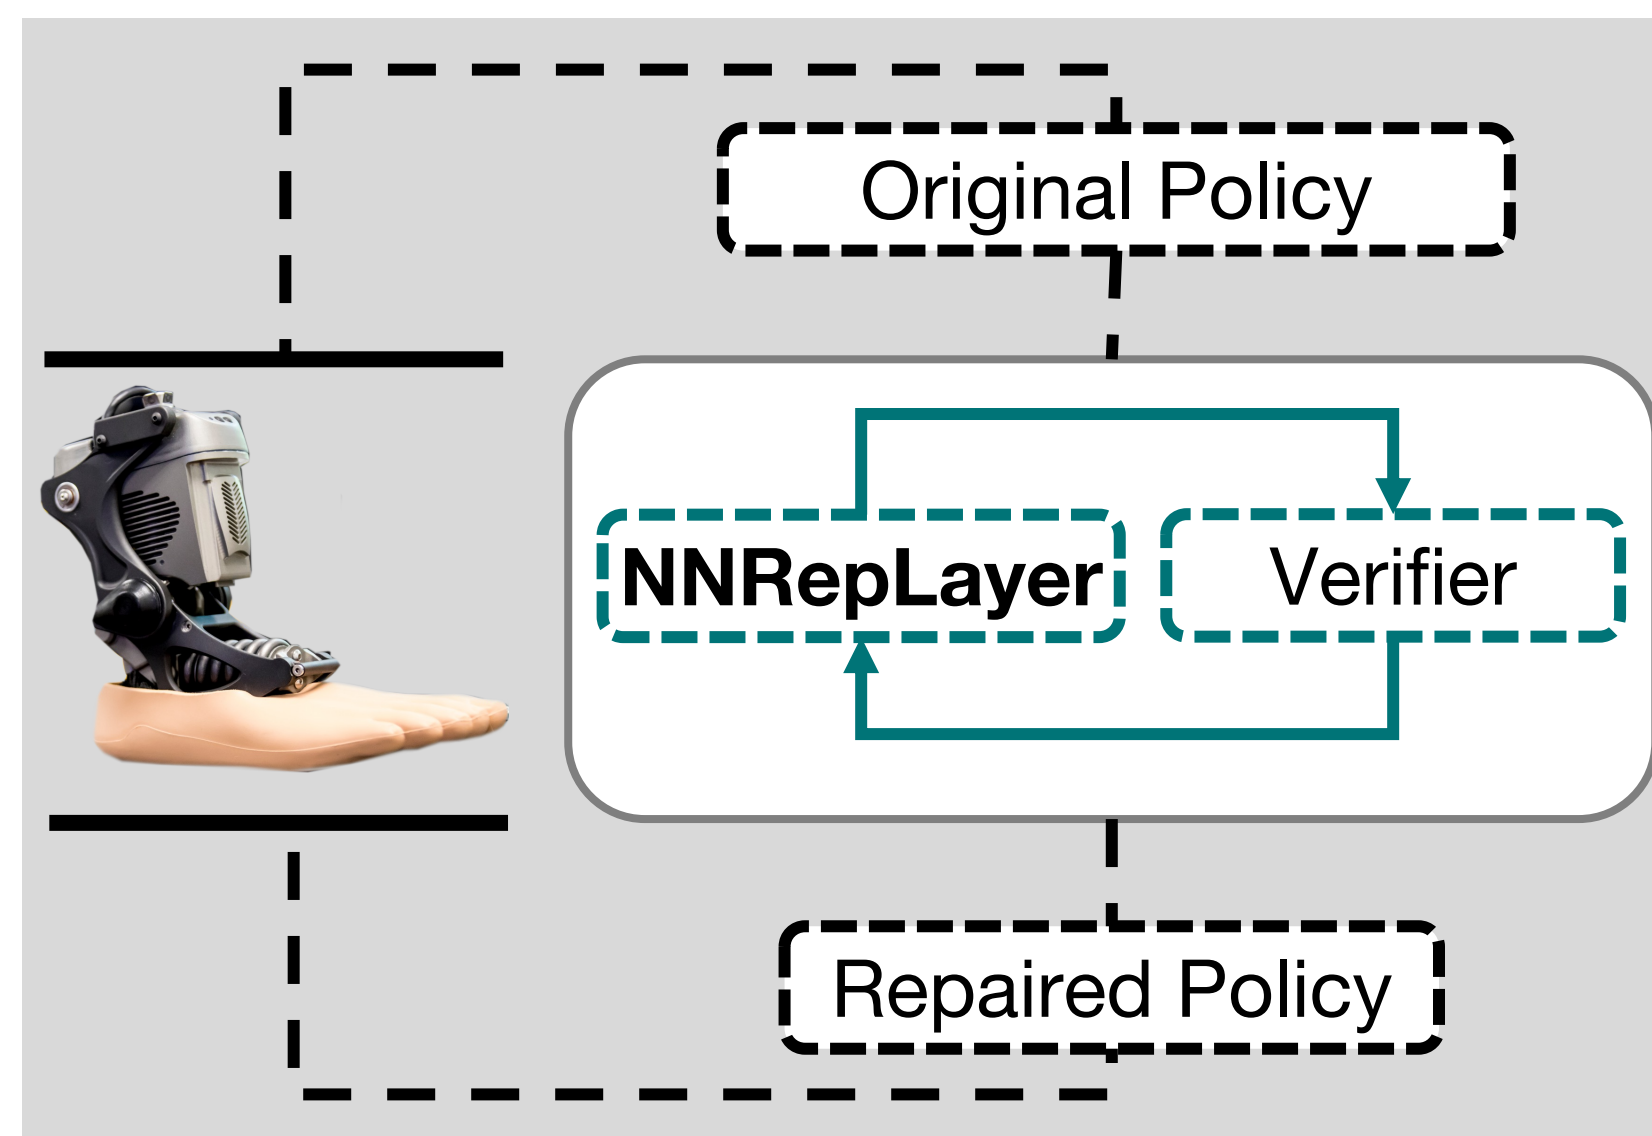 Original Policy
NNRepLayer
Verifier
Repaired Policy